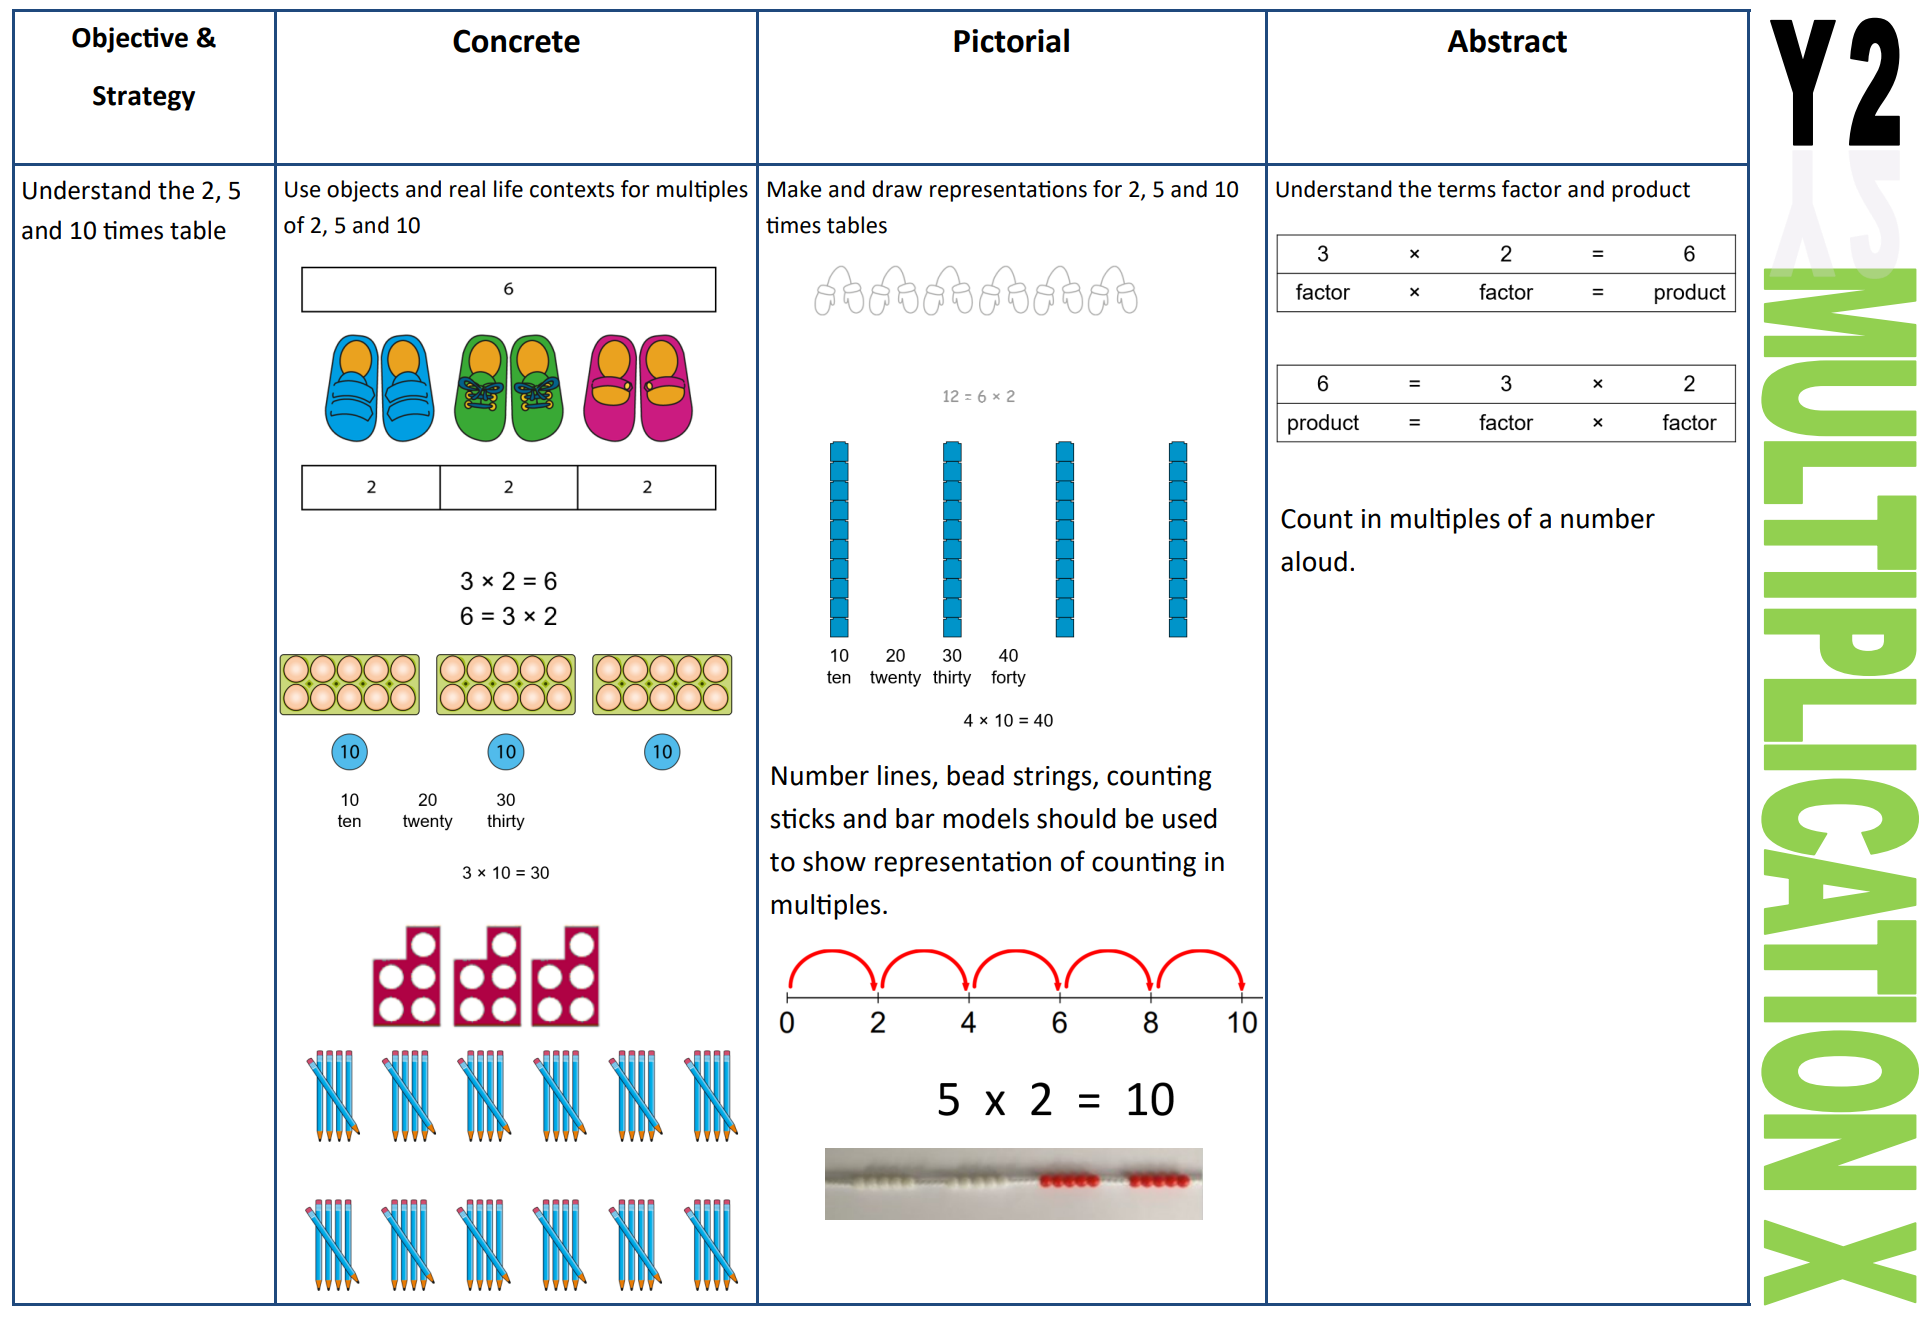 Objective &
Strategy
Concrete
Pictorial
Abstract
Understand the 2, 5
and 10 times table
Use objects and real life contexts for multiples
of 2, 5 and 10
6
2 2 2
3 × 2 = 6
6 = 3 × 2
10 10 10
10 20 30
ten twenty thirty
3 × 10 = 30
Make and draw representations for 2, 5 and 10
times tables
12 = 6 × 2
10 20 30 40
ten twenty thirty forty
4 × 10 = 40
Number lines, bead strings, counting
sticks and bar models should be used
to show representation of counting in
multiples.
0 2 4 6 8 10
5 x 2 = 10
Understand the terms factor and product
3 × 2 = 6
factor × factor = product
6 = 3 × 2
product = factor × factor
Count in multiples of a number
aloud.
Y2
MULTIPLICATION X